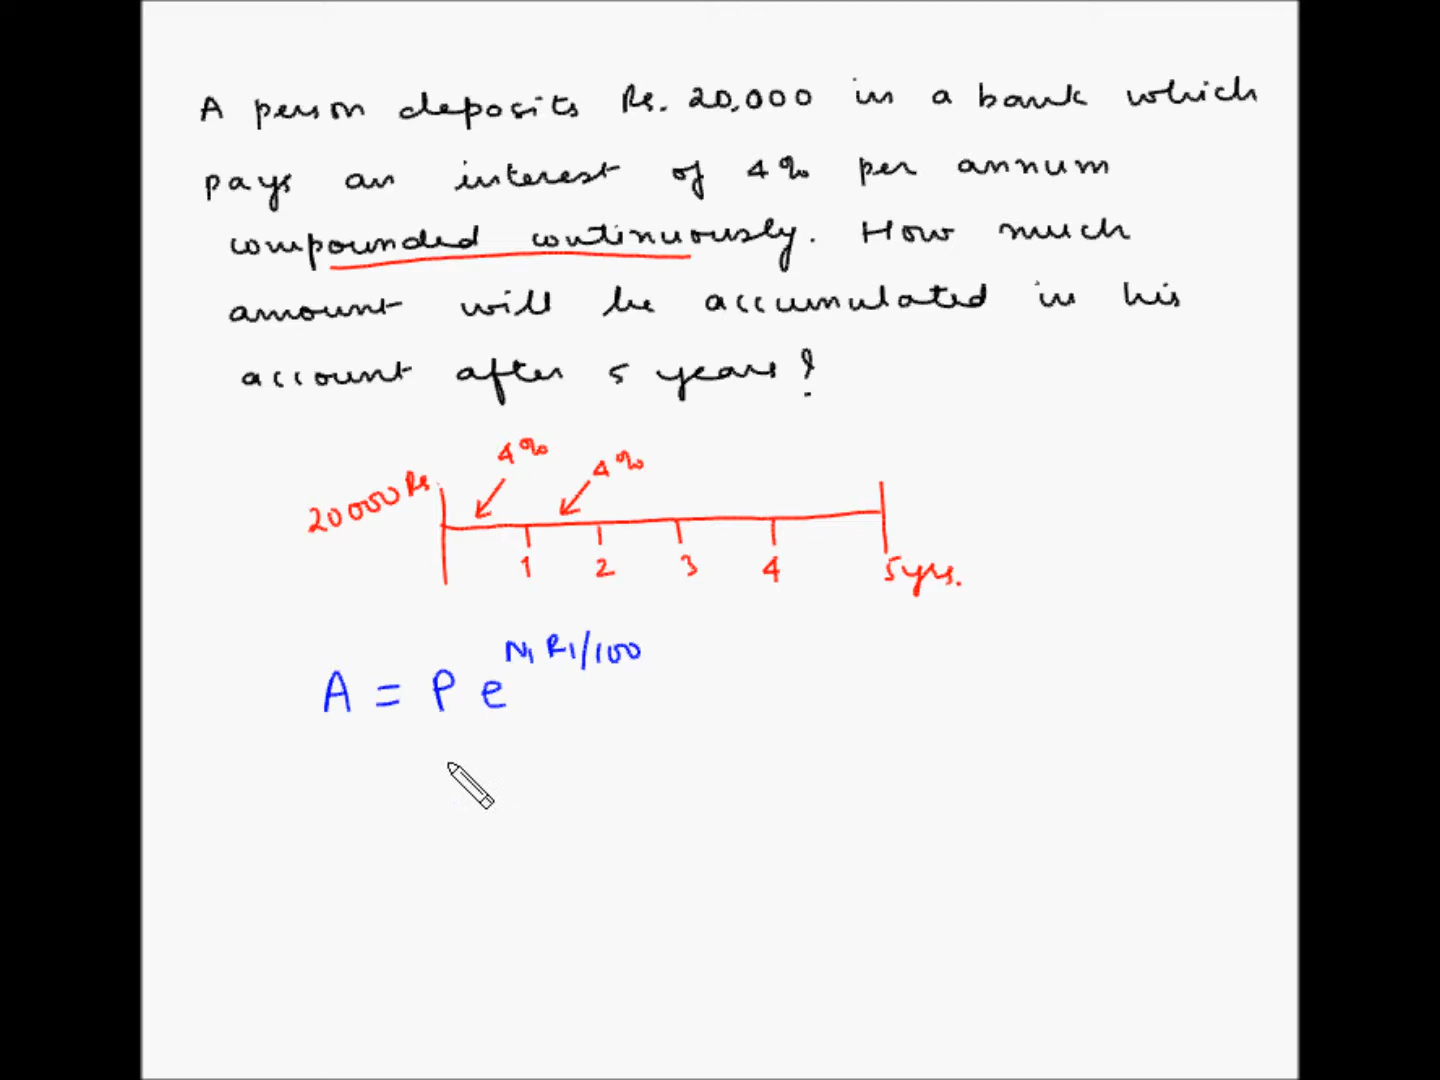 A person deposits Rs. 20,000 in a bank which
pays an interest of 4% per annum
compounded continuously. How much
amount will be accumulated in his
account after 5 years?
4%
4%
20000 Rs.
1 2 3 4 5yrs.
A = P e^{N₁ R₁/100}